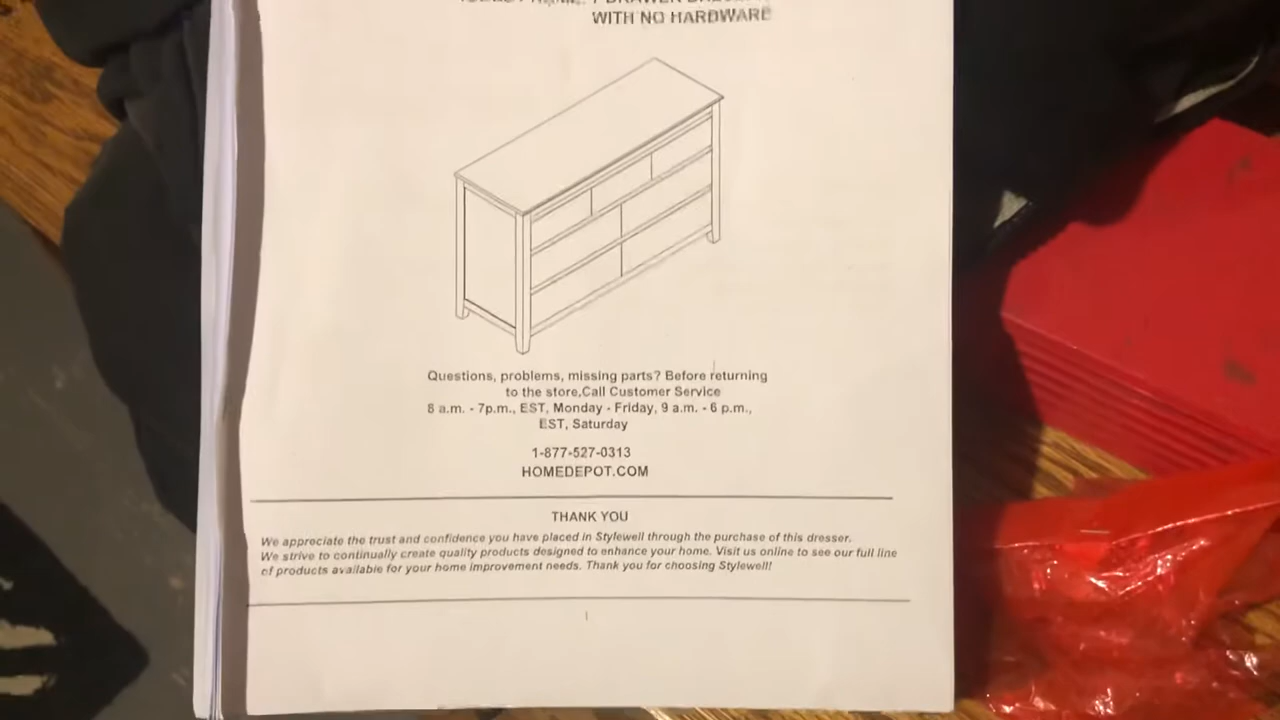 7 DRAWER
WITH NO HARDWARE
Questions, problems, missing parts? Before returning
to the store,Call Customer Service
8 a.m. - 7p.m., EST, Monday - Friday, 9 a.m. - 6 p.m.,
EST, Saturday
1-877-527-0313
HOMEDEPOT.COM
THANK YOU
We appreciate the trust and confidence you have placed in Stylewell through the purchase of this dresser.
We strive to continually create quality products designed to enhance your home. Visit us online to see our full line
of products available for your home improvement needs. Thank you for choosing Stylewell!
1